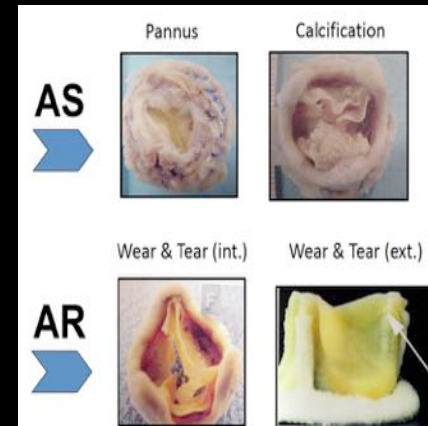 Pannus
Calcification
AS
Wear & Tear (int.)
Wear & Tear (ext.)
AR